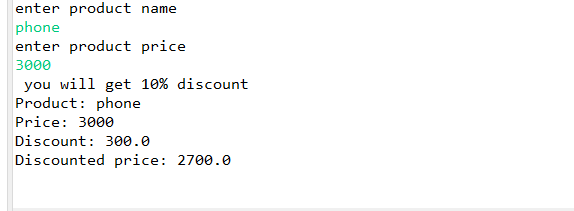 enter product name
phone
enter product price
3000
 you will get 10% discount
Product: phone
Price: 3000
Discount: 300.0
Discounted price: 2700.0